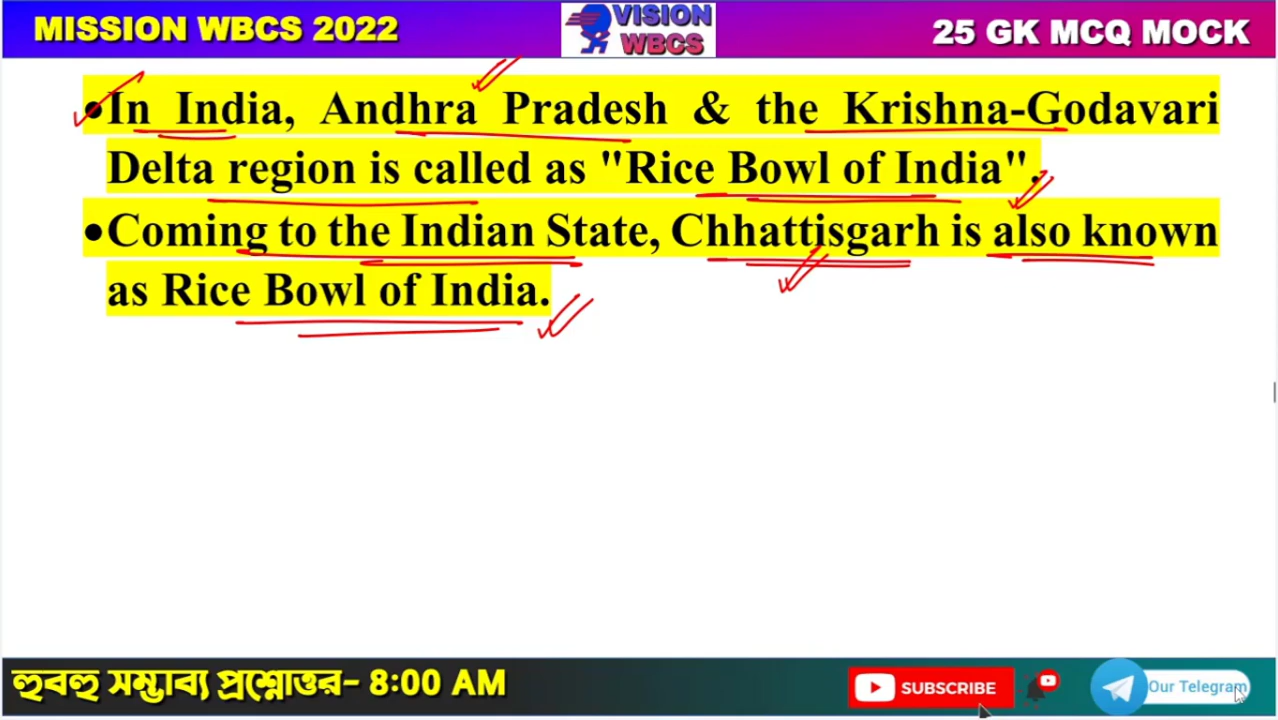 MISSION WBCS 2022
VISION
WBCS
25 GK MCQ MOCK
•In India, Andhra Pradesh & the Krishna-Godavari
Delta region is called as "Rice Bowl of India".
•Coming to the Indian State, Chhattisgarh is also known
as Rice Bowl of India.
হুবহু সম্ভাব্য প্রশ্নোত্তর- 8:00 AM
SUBSCRIBE
Our Telegram